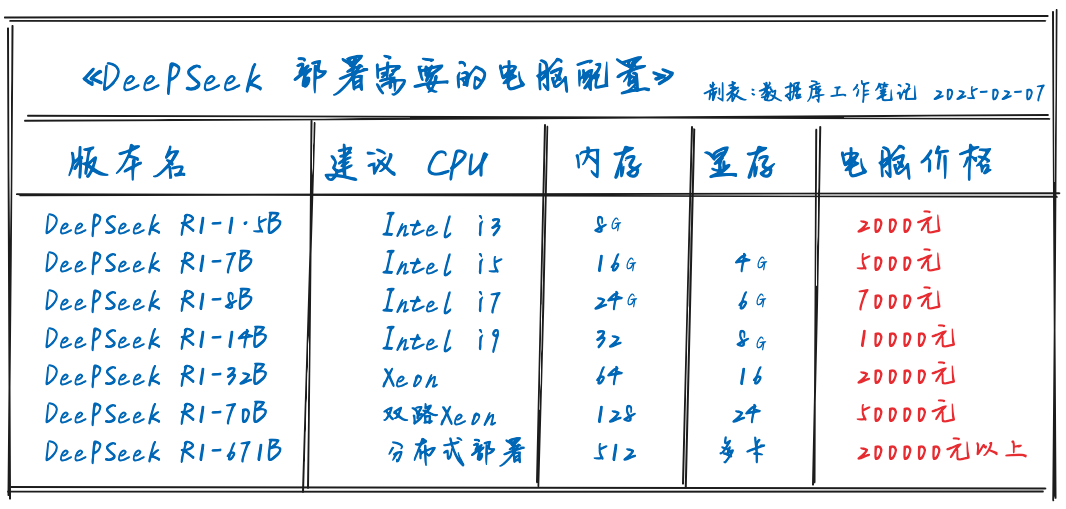 《DeePSeek 部署需要的电脑配置》
制表:数据库工作笔记 2025-02-07
版本名 建议 CPU 内存 显存 电脑价格
DeePSeek R1-1.5B Intel i3 8G 2000元
DeePSeek R1-7B Intel i5 16G 4G 5000元
DeePSeek R1-8B Intel i7 24G 6G 7000元
DeePSeek R1-14B Intel i9 32 8G 10000元
DeePSeek R1-32B Xeon 64 16 20000元
DeePSeek R1-70B 双路Xeon 128 24 50000元
DeePSeek R1-671B 分布式部署 512 多卡 200000元以上